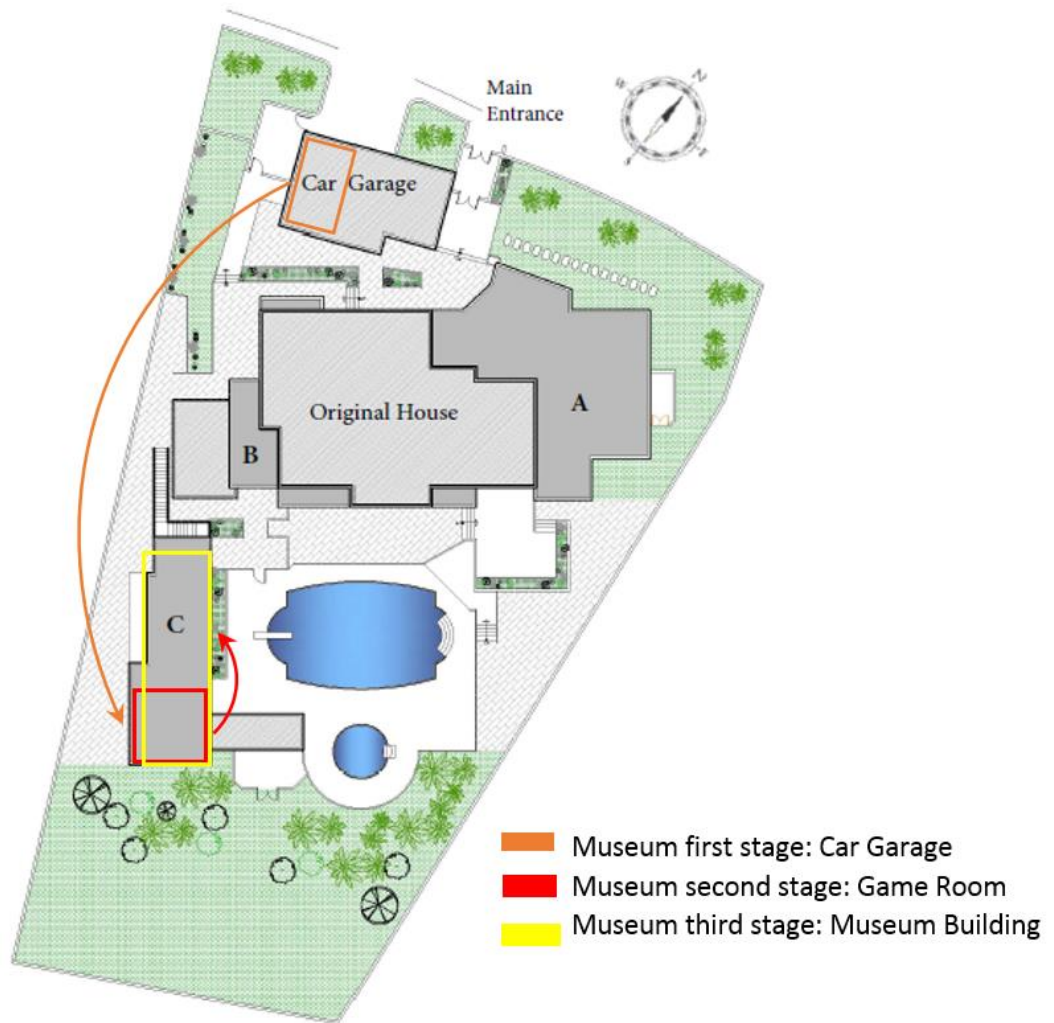 Main
Entrance
N
Car Garage
Original House
A
B
C
Museum first stage: Car Garage
Museum second stage: Game Room
Museum third stage: Museum Building